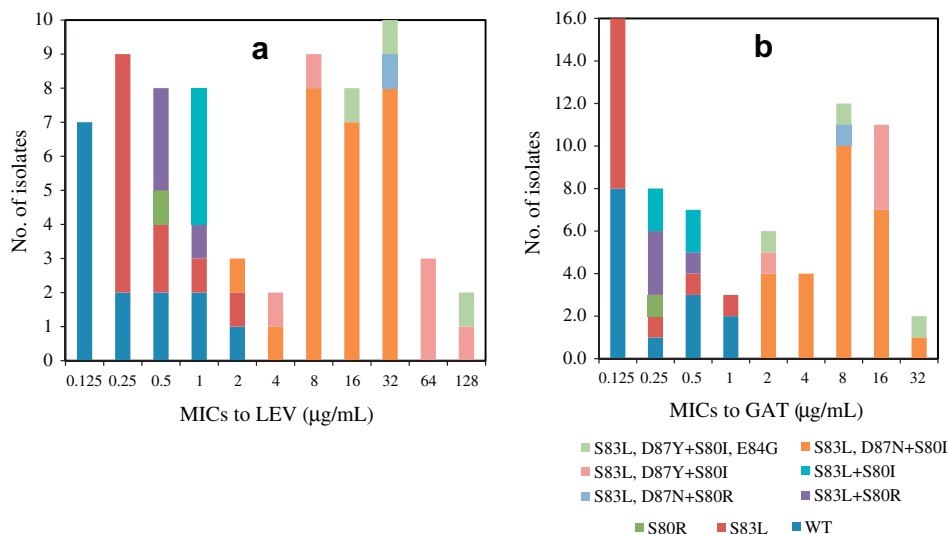 a
No. of isolates
10
9
8
7
6
5
4
3
2
1
0
0.125 0.25 0.5 1 2 4 8 16 32 64 128
MICs to LEV (μg/mL)
b
No. of isolates
16.0
14.0
12.0
10.0
8.0
6.0
4.0
2.0
0.0
0.125 0.25 0.5 1 2 4 8 16 32
MICs to GAT (μg/mL)
S83L, D87Y+S80I, E84G S83L, D87N+S80I
S83L, D87Y+S80I S83L+S80I
S83L, D87N+S80R S83L+S80R
S80R S83L WT